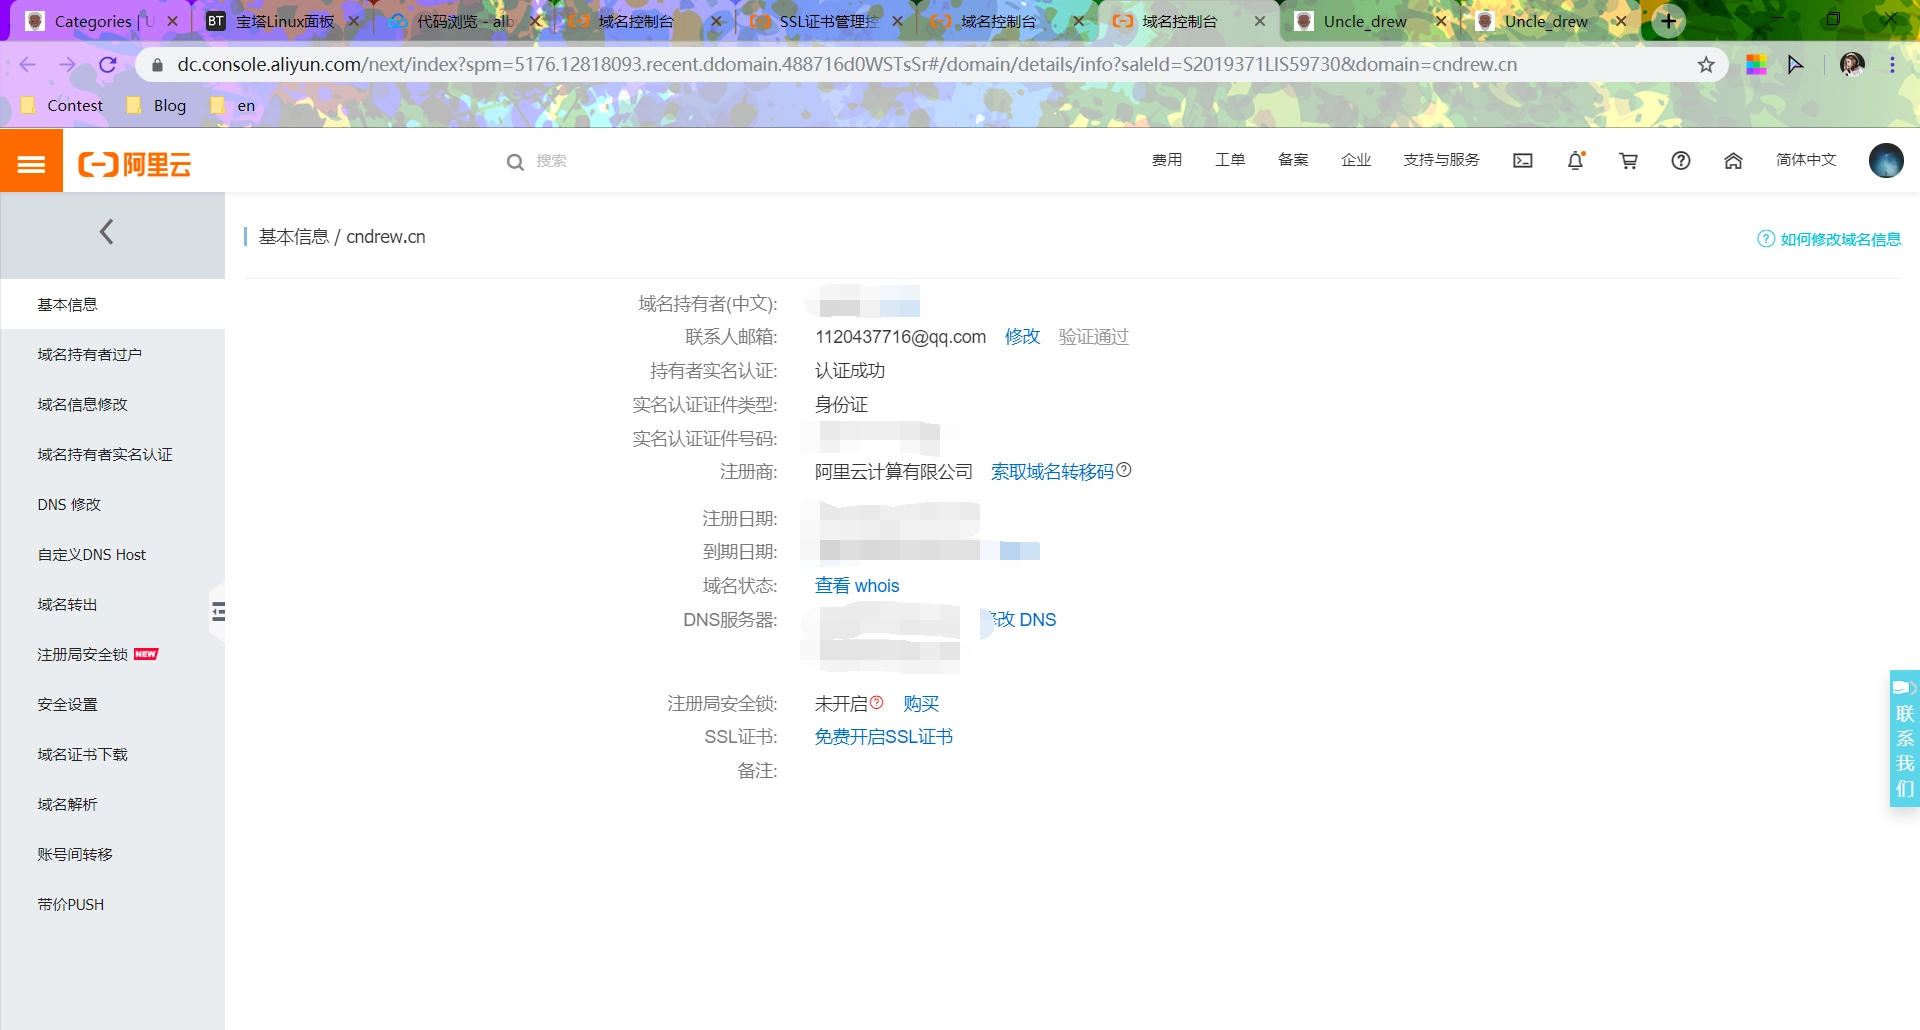 Categories | U
BT 宝塔Linux面板
代码浏览 - alb
域名控制台
SSL证书管理控
域名控制台
域名控制台
Uncle_drew
Uncle_drew
dc.console.aliyun.com/next/index?spm=5176.12818093.recent.ddomain.488716d0WSTsSr#/domain/details/info?saleId=S2019371LIS59730&domain=cndrew.cn
Contest Blog en
阿里云 搜索 费用 工单 备案 企业 支持与服务 简体中文
基本信息 / cndrew.cn
如何修改域名信息
基本信息
域名持有者过户
域名信息修改
域名持有者实名认证
DNS 修改
自定义DNS Host
域名转出
注册局安全锁 NEW
安全设置
域名证书下载
域名解析
账号间转移
带价PUSH
域名持有者(中文):
联系人邮箱: 1120437716@qq.com 修改 验证通过
持有者实名认证: 认证成功
实名认证证件类型: 身份证
实名认证证件号码:
注册商: 阿里云计算有限公司 索取域名转移码
注册日期:
到期日期:
域名状态: 查看 whois
DNS服务器: 修改 DNS
注册局安全锁: 未开启 购买
SSL证书: 免费开启SSL证书
备注:
联系我们